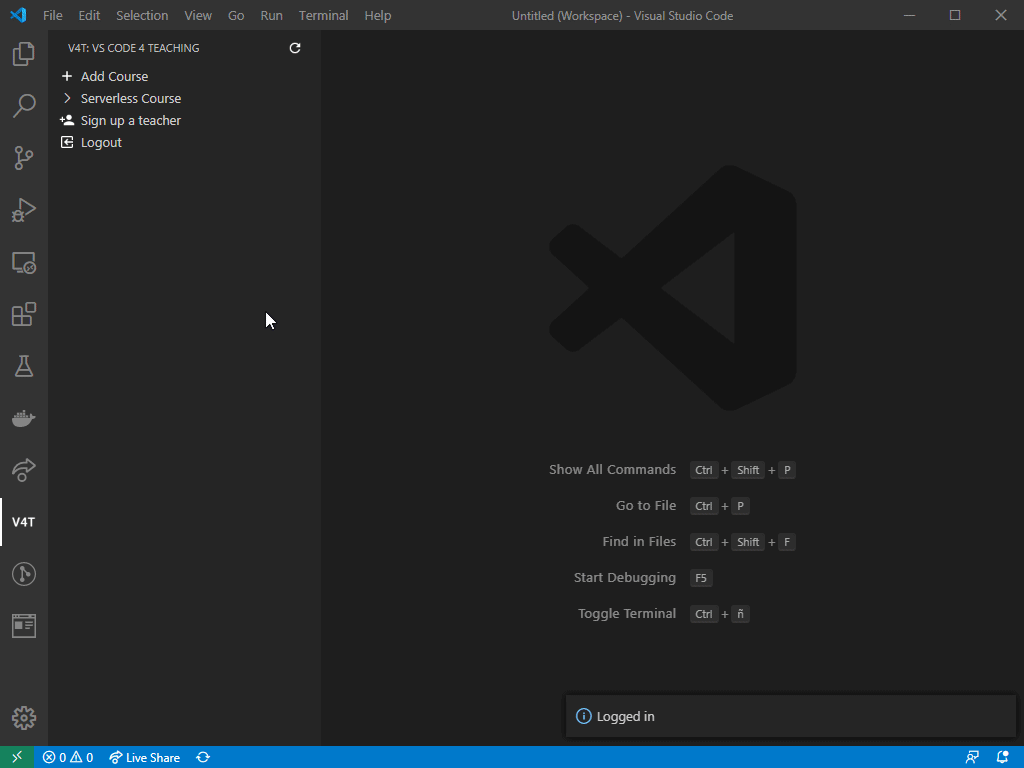 File Edit Selection View Go Run Terminal Help Untitled (Workspace) - Visual Studio Code
V4T: VS CODE 4 TEACHING
Add Course
Serverless Course
Sign up a teacher
Logout
V4T
Show All Commands Ctrl + Shift + P
Go to File Ctrl + P
Find in Files Ctrl + Shift + F
Start Debugging F5
Toggle Terminal Ctrl + ñ
Logged in
0 0 Live Share